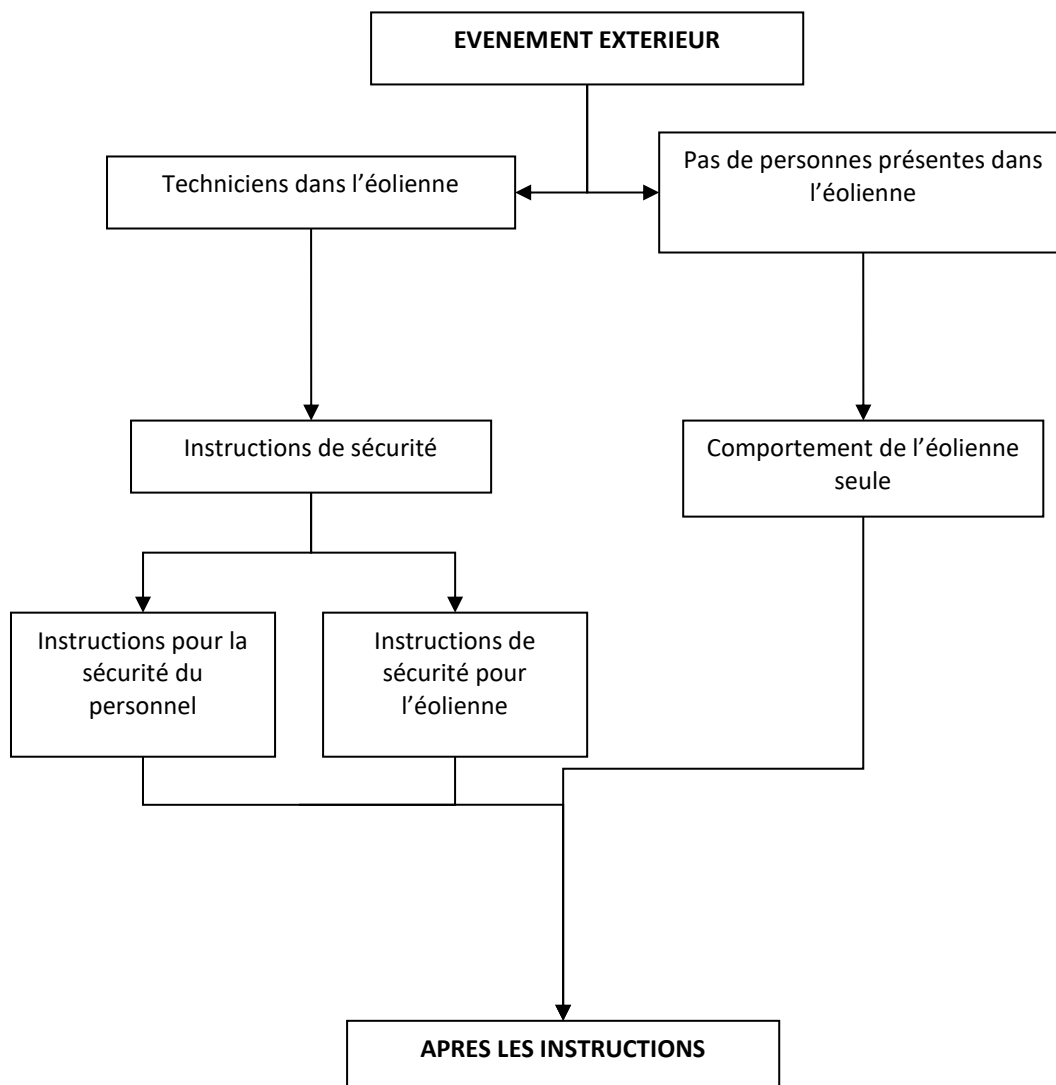 EVENEMENT EXTERIEUR
Techniciens dans l’éolienne
Pas de personnes présentes dans
l’éolienne
Instructions de sécurité
Comportement de l’éolienne
seule
Instructions pour la
sécurité du
personnel
Instructions de
sécurité pour
l’éolienne
APRES LES INSTRUCTIONS